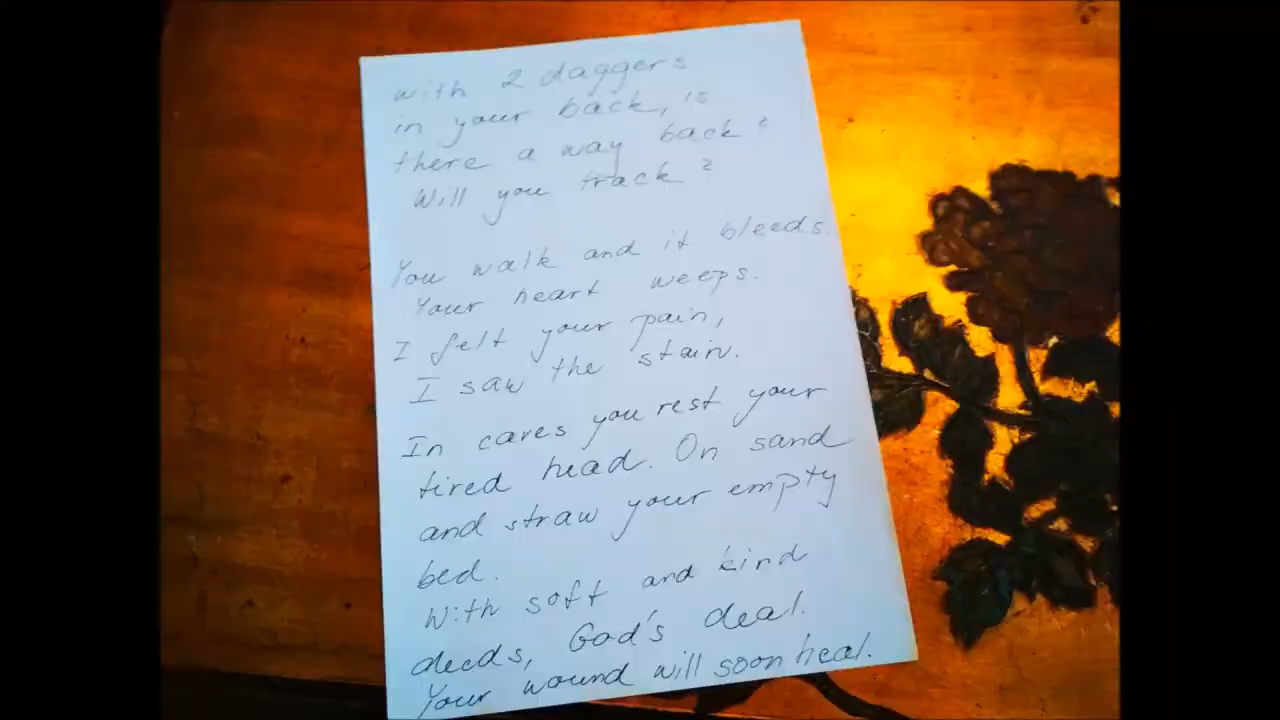 with 2 daggers
in your back, is
there a way back?
Will you track?
You walk and it bleeds.
Your heart weeps.
I felt your pain,
I saw the stain.
In caves you rest your
tired head. On sand
and straw your empty
bed.
With soft and kind
deeds, God's deal.
Your wound will soon heal.